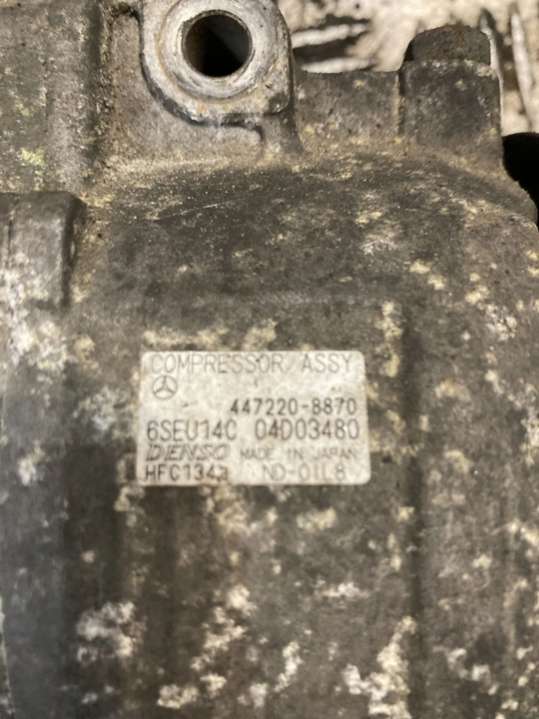 COMPRESSOR ASSY
447220-8870
6SEU14C 04D03480
DENSO MADE IN JAPAN
HFC134a ND-OIL8